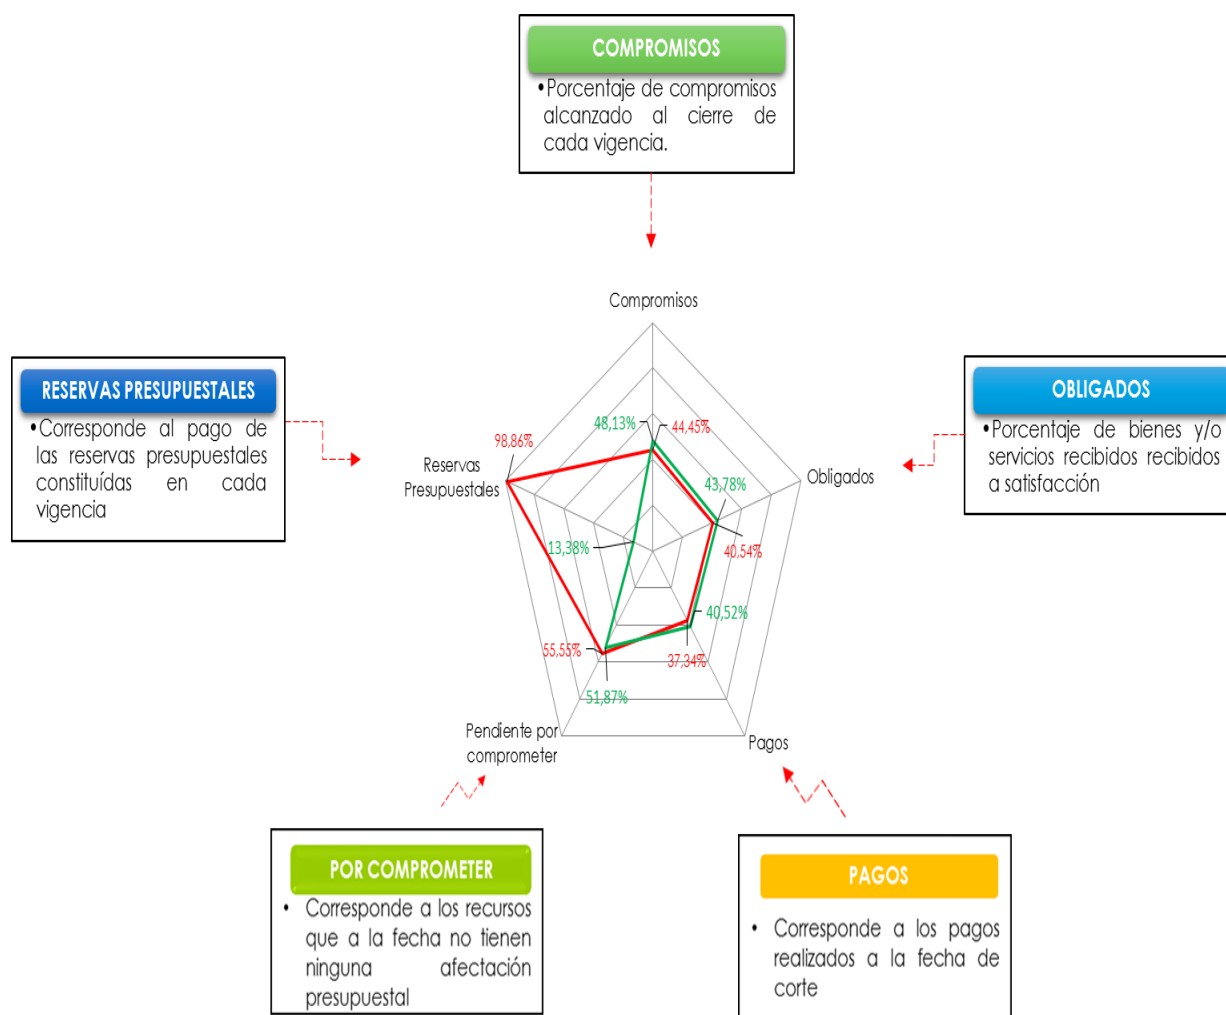 COMPROMISOS
•Porcentaje de compromisos
alcanzado al cierre de
cada vigencia.
RESERVAS PRESUPUESTALES
•Corresponde al pago de
las reservas presupuestales
constituídas en cada
vigencia
OBLIGADOS
•Porcentaje de bienes y/o
servicios recibidos recibidos
a satisfacción
Compromisos
48,13%
44,45%
98,86%
Reservas
Presupuestales
Obligados
43,78%
13,38%
40,54%
40,52%
55,55%
37,34%
51,87%
Pendiente por
comprometer
Pagos
POR COMPROMETER
• Corresponde a los recursos
que a la fecha no tienen
ninguna afectación
presupuestal
PAGOS
• Corresponde a los pagos
realizados a la fecha de
corte